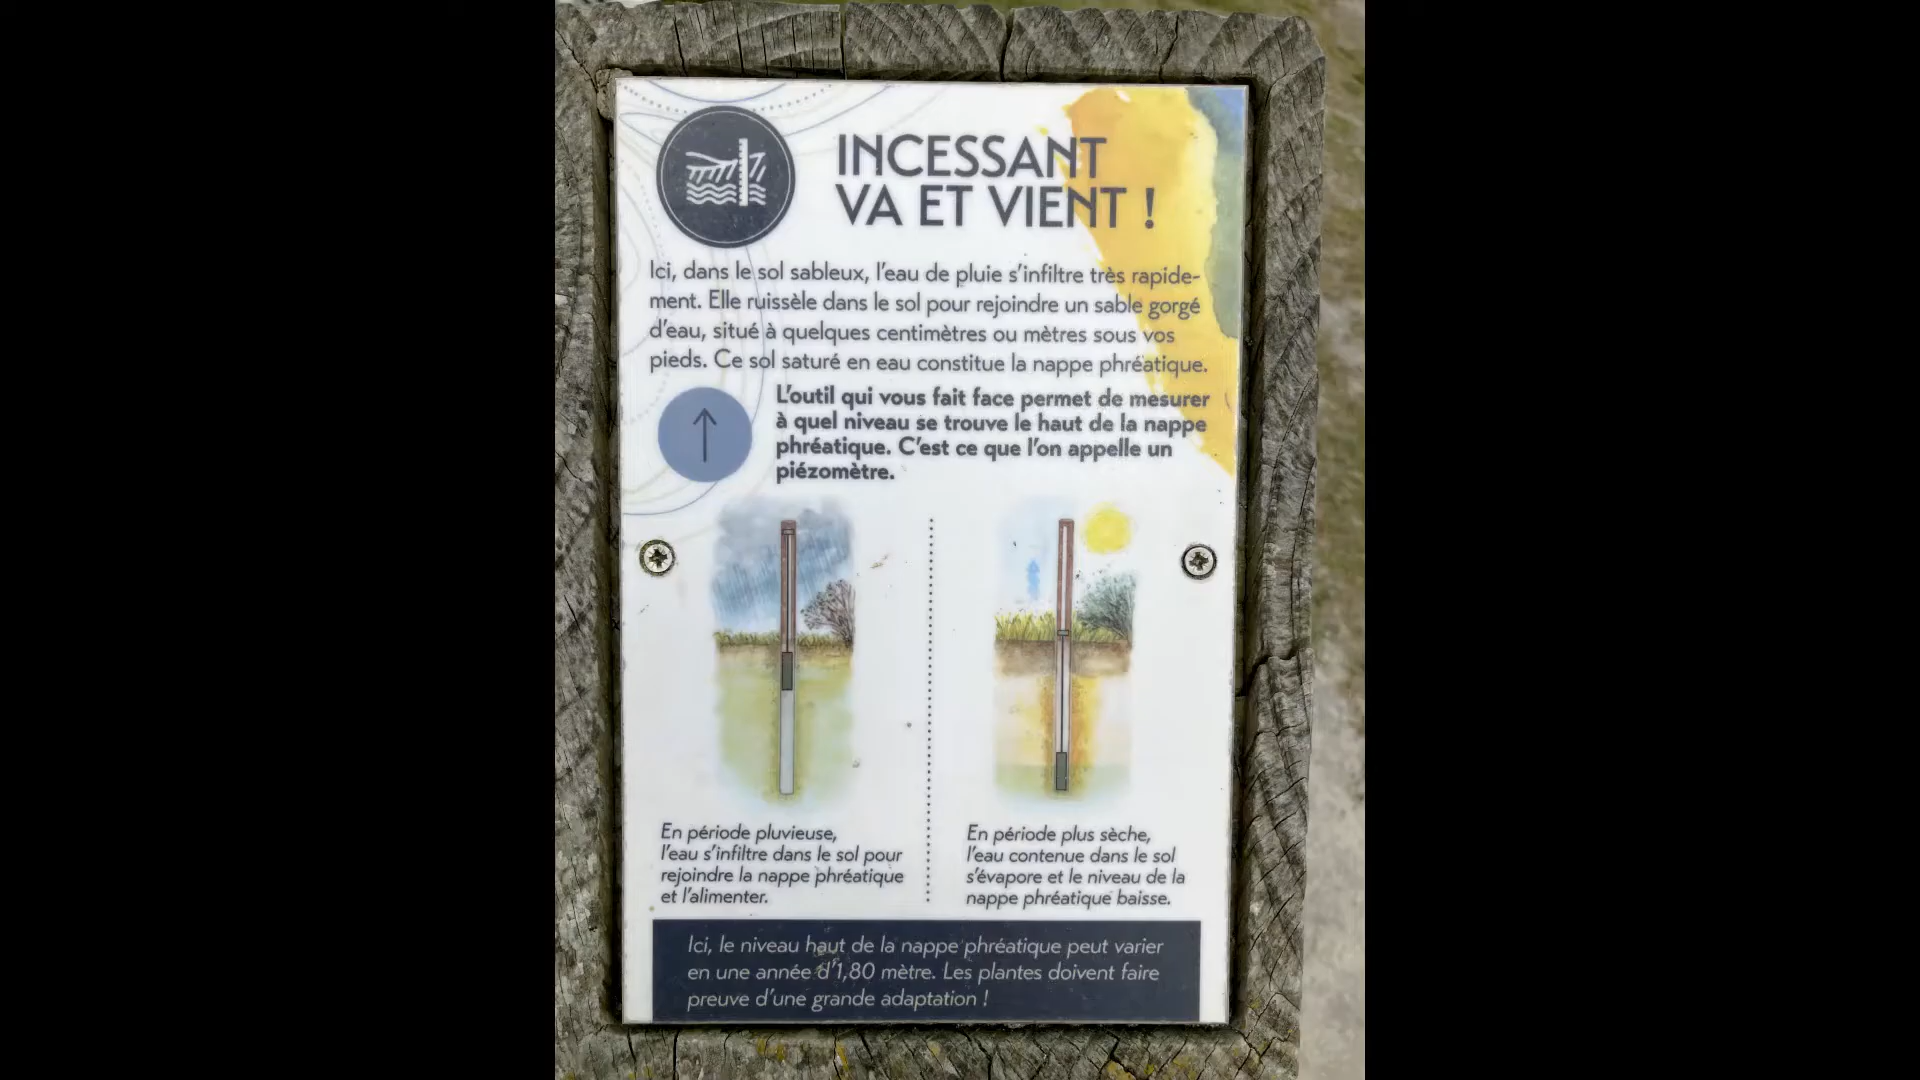 INCESSANT
VA ET VIENT !
Ici, dans le sol sableux, l'eau de pluie s'infiltre très rapide-
ment. Elle ruissèle dans le sol pour rejoindre un sable gorgé
d'eau, situé à quelques centimètres ou mètres sous vos
pieds. Ce sol saturé en eau constitue la nappe phréatique.
L'outil qui vous fait face permet de mesurer
à quel niveau se trouve le haut de la nappe
phréatique. C'est ce que l'on appelle un
piézomètre.
En période pluvieuse,
l'eau s'infiltre dans le sol pour
rejoindre la nappe phréatique
et l'alimenter.
En période plus sèche,
l'eau contenue dans le sol
s'évapore et le niveau de la
nappe phréatique baisse.
Ici, le niveau haut de la nappe phréatique peut varier
en une année d'1,80 mètre. Les plantes doivent faire
preuve d'une grande adaptation !